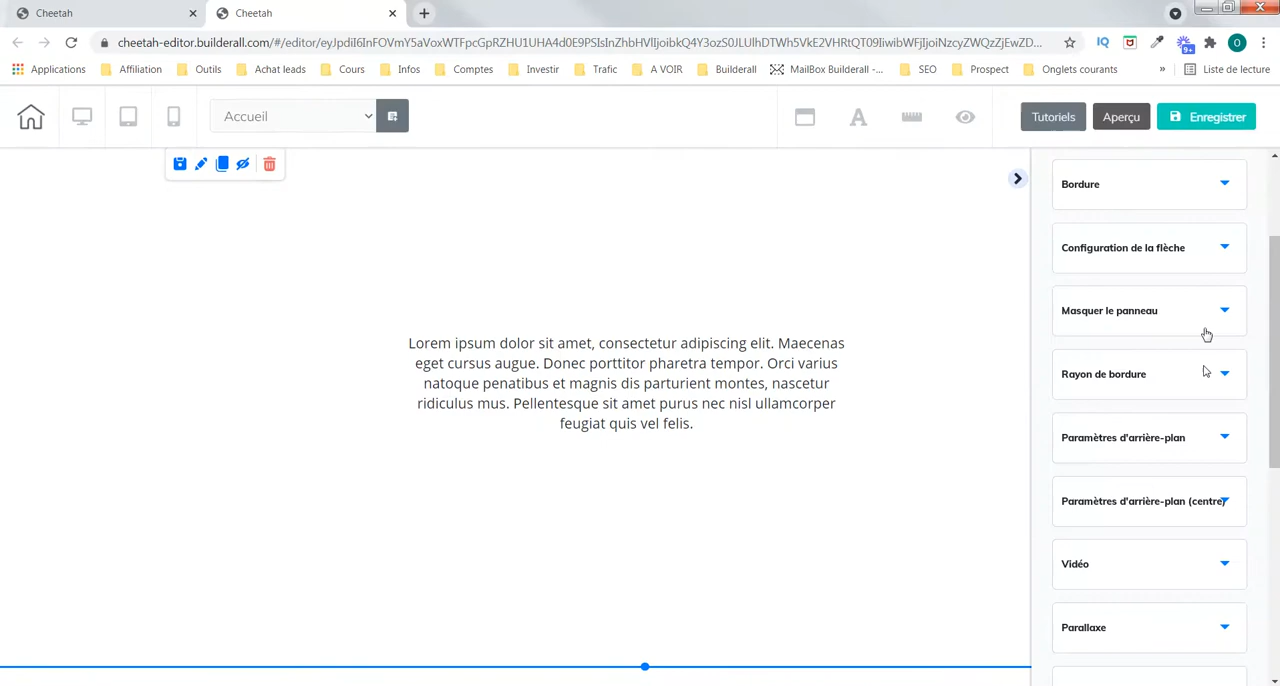 Cheetah
Cheetah
cheetah-editor.builderall.com/#/editor/
Applications
Affiliation
Outils
Achat leads
Cours
Infos
Comptes
Investir
Trafic
A VOIR
Builderall
MailBox Builderall -...
SEO
Prospect
Onglets courants
»
Liste de lecture
IQ
9+
O
Accueil
A
Tutoriels
Aperçu
Enregistrer
Bordure
Configuration de la flèche
Masquer le panneau
Rayon de bordure
Paramètres d'arrière-plan
Paramètres d'arrière-plan (centre)
Vidéo
Parallaxe
Lorem ipsum dolor sit amet, consectetur adipiscing elit. Maecenas
eget cursus augue. Donec porttitor pharetra tempor. Orci varius
natoque penatibus et magnis dis parturient montes, nascetur
ridiculus mus. Pellentesque sit amet purus nec nisl ullamcorper
feugiat quis vel felis.